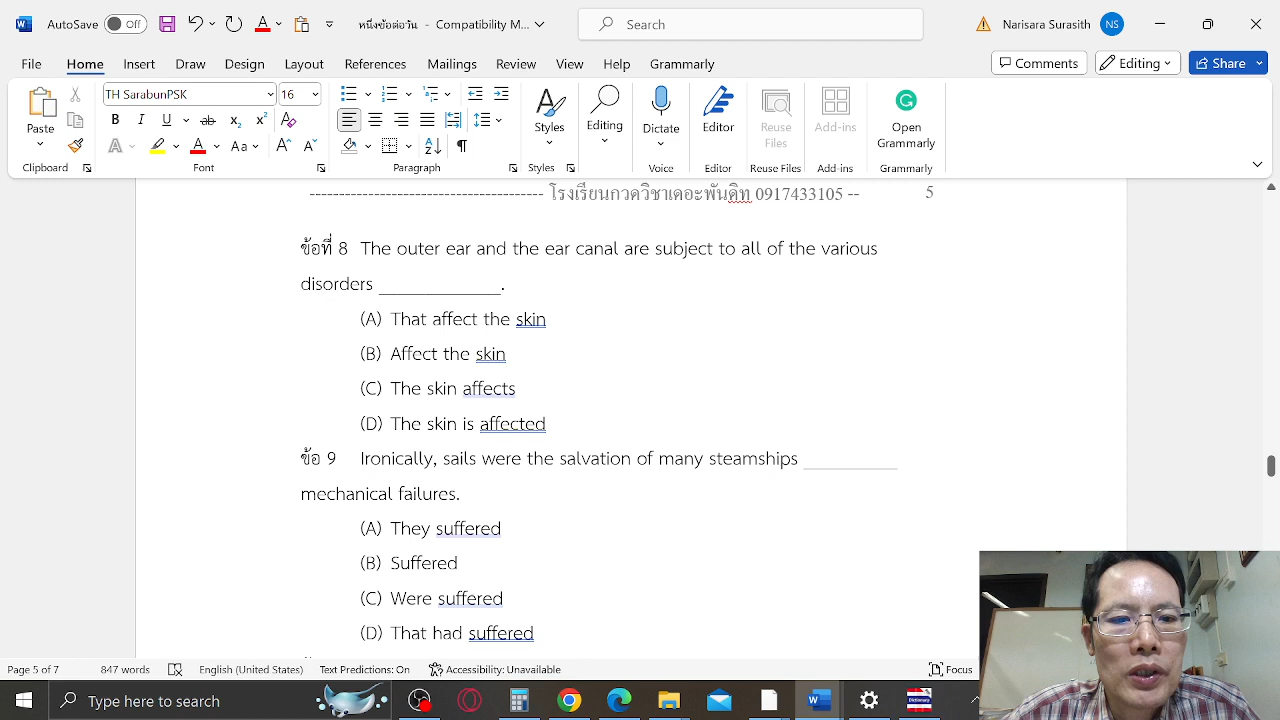 AutoSave Off หนึ่งข้อต่อวัน - Compatibility M... Search Narisara Surasith NS
File Home Insert Draw Design Layout References Mailings Review View Help Grammarly Comments Editing Share
TH SarabunPSK 16
Paste Styles Editing Dictate Editor Reuse Files Add-ins Open Grammarly
Clipboard Font Paragraph Styles Voice Editor Reuse Files Add-ins Grammarly
--------------------------------------- โรงเรียนกวดวิชาเดอะพันดิท 0917433105 -- 5
ข้อที่ 8 The outer ear and the ear canal are subject to all of the various
disorders _____________.
(A) That affect the skin
(B) Affect the skin
(C) The skin affects
(D) The skin is affected
ข้อ 9 Ironically, sails were the salvation of many steamships __________
mechanical failures.
(A) They suffered
(B) Suffered
(C) Were suffered
(D) That had suffered
Page 5 of 7 847 words English (United States) Text Predictions: On Accessibility: Unavailable Focus
Type here to search Dictionary